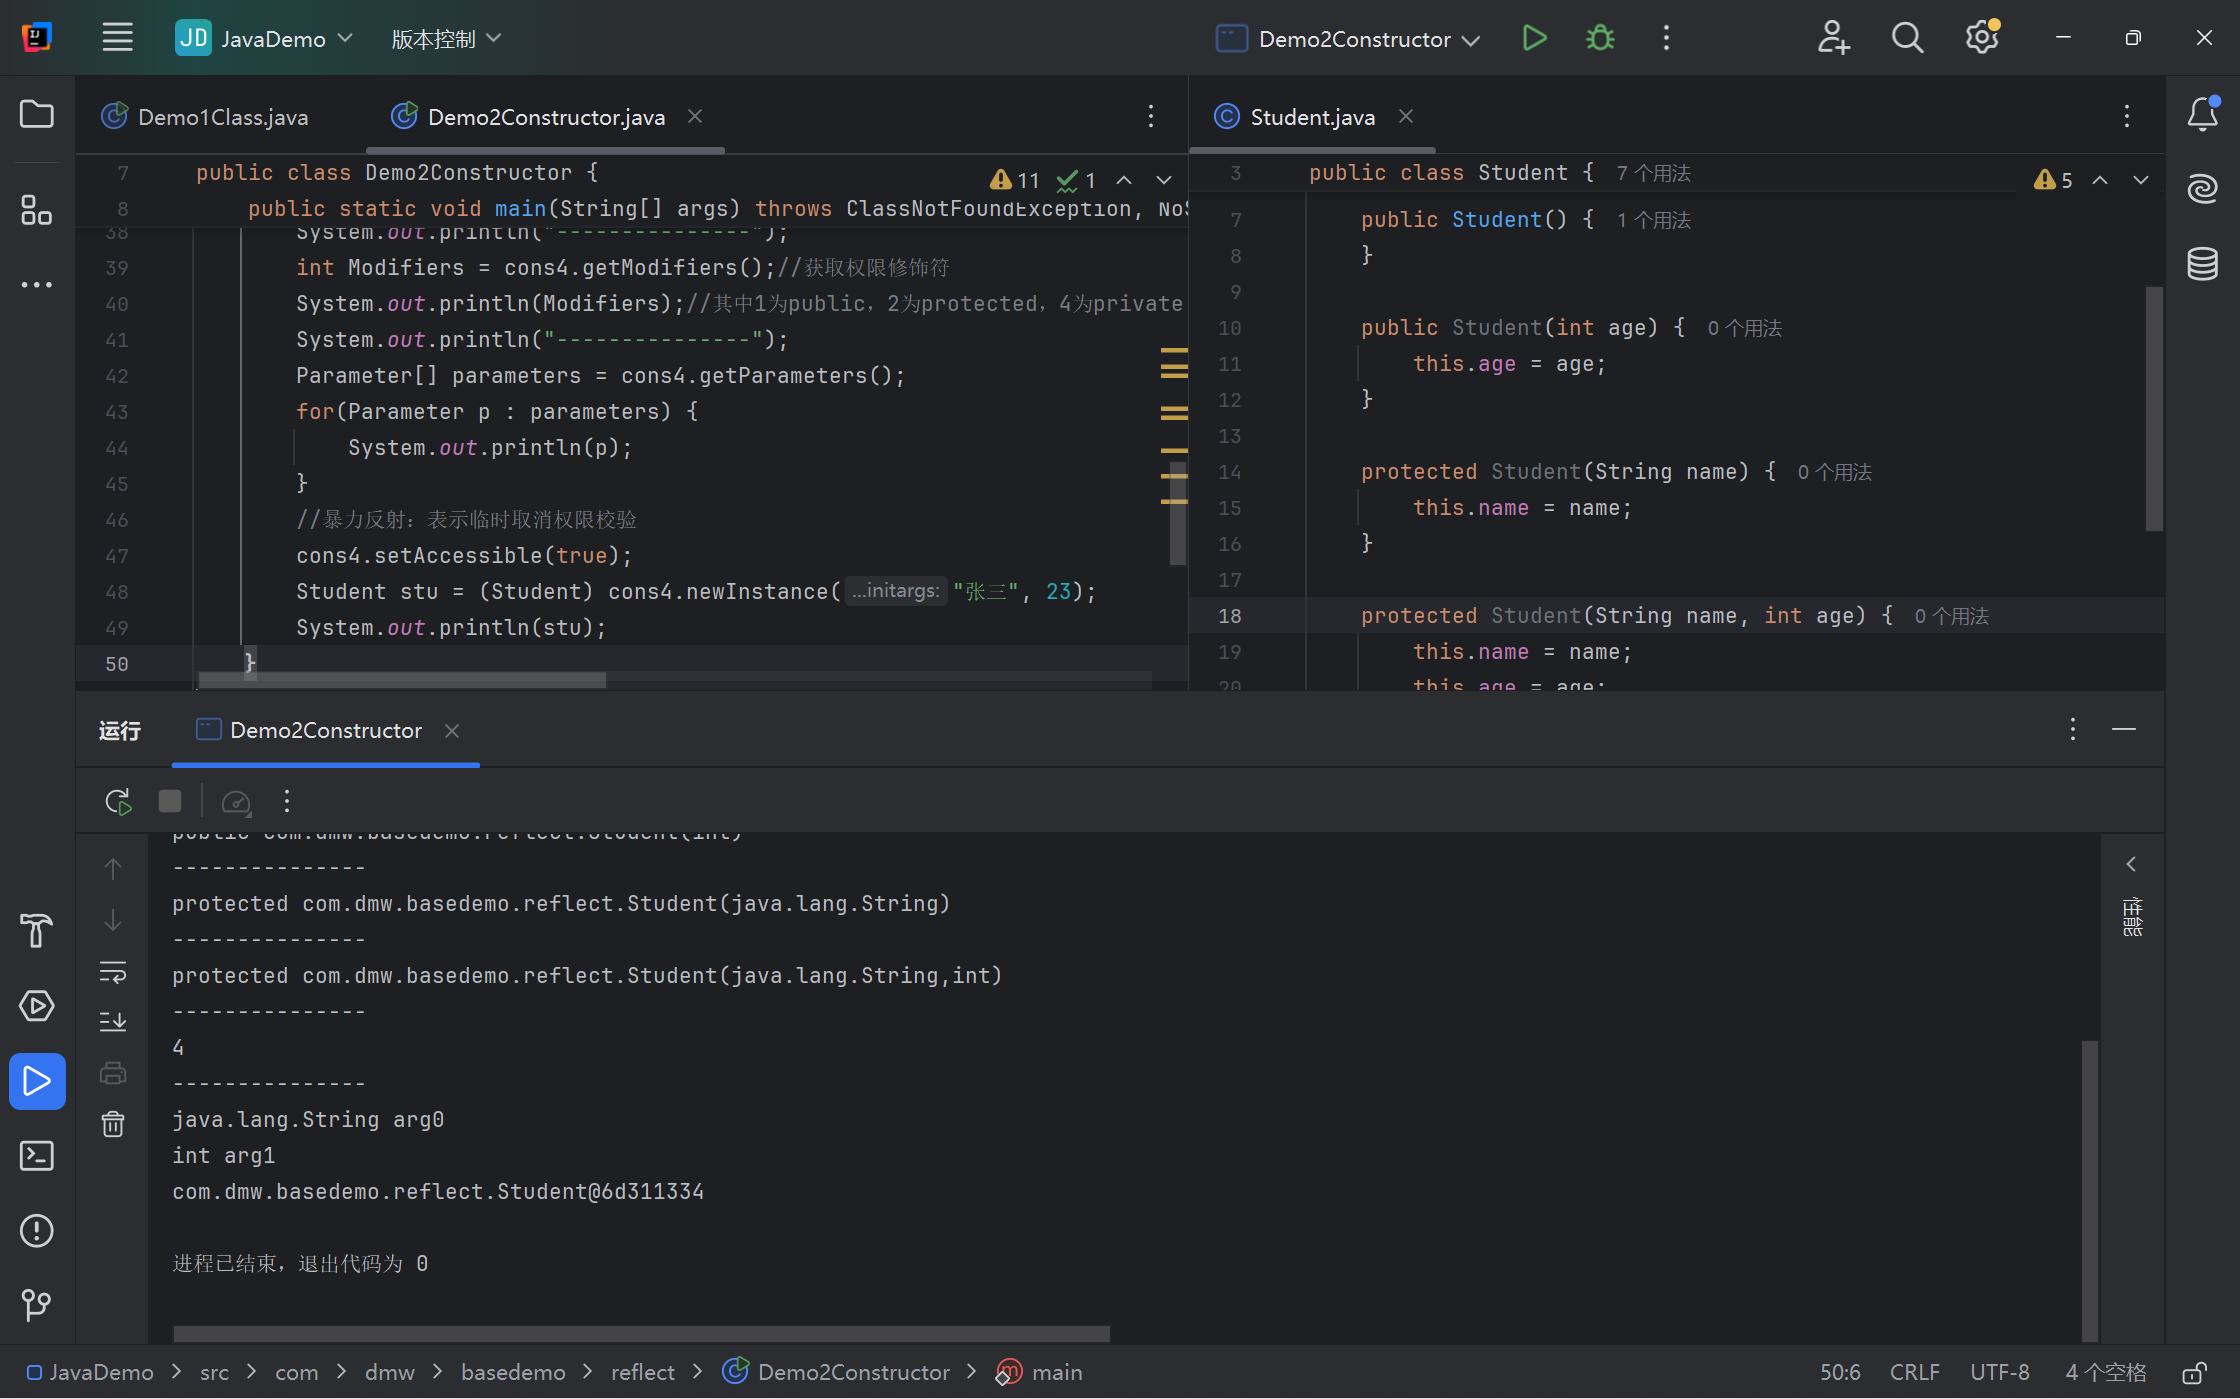 JD JavaDemo 版本控制 Demo2Constructor
Demo1Class.java Demo2Constructor.java Student.java
7 public class Demo2Constructor { 11 1
8 public static void main(String[] args) throws ClassNotFoundException, NoS
38 System.out.println("---------------");
39 int Modifiers = cons4.getModifiers();//获取权限修饰符
40 System.out.println(Modifiers);//其中1为public，2为protected，4为private
41 System.out.println("---------------");
42 Parameter[] parameters = cons4.getParameters();
43 for(Parameter p : parameters) {
44 System.out.println(p);
45 }
46 //暴力反射：表示临时取消权限校验
47 cons4.setAccessible(true);
48 Student stu = (Student) cons4.newInstance( ...initargs: "张三", 23);
49 System.out.println(stu);
50 }
3 public class Student { 7 个用法 5
7 public Student() { 1 个用法
8 }
9
10 public Student(int age) { 0 个用法
11 this.age = age;
12 }
13
14 protected Student(String name) { 0 个用法
15 this.name = name;
16 }
17
18 protected Student(String name, int age) { 0 个用法
19 this.name = name;
20 this.age = age;
运行 Demo2Constructor
public com.dmw.basedemo.reflect.Student(int)
---------------
protected com.dmw.basedemo.reflect.Student(java.lang.String)
---------------
protected com.dmw.basedemo.reflect.Student(java.lang.String,int)
---------------
4
---------------
java.lang.String arg0
int arg1
com.dmw.basedemo.reflect.Student@6d311334
进程已结束，退出代码为 0
性能
JavaDemo > src > com > dmw > basedemo > reflect > Demo2Constructor > main 50:6 CRLF UTF-8 4 个空格